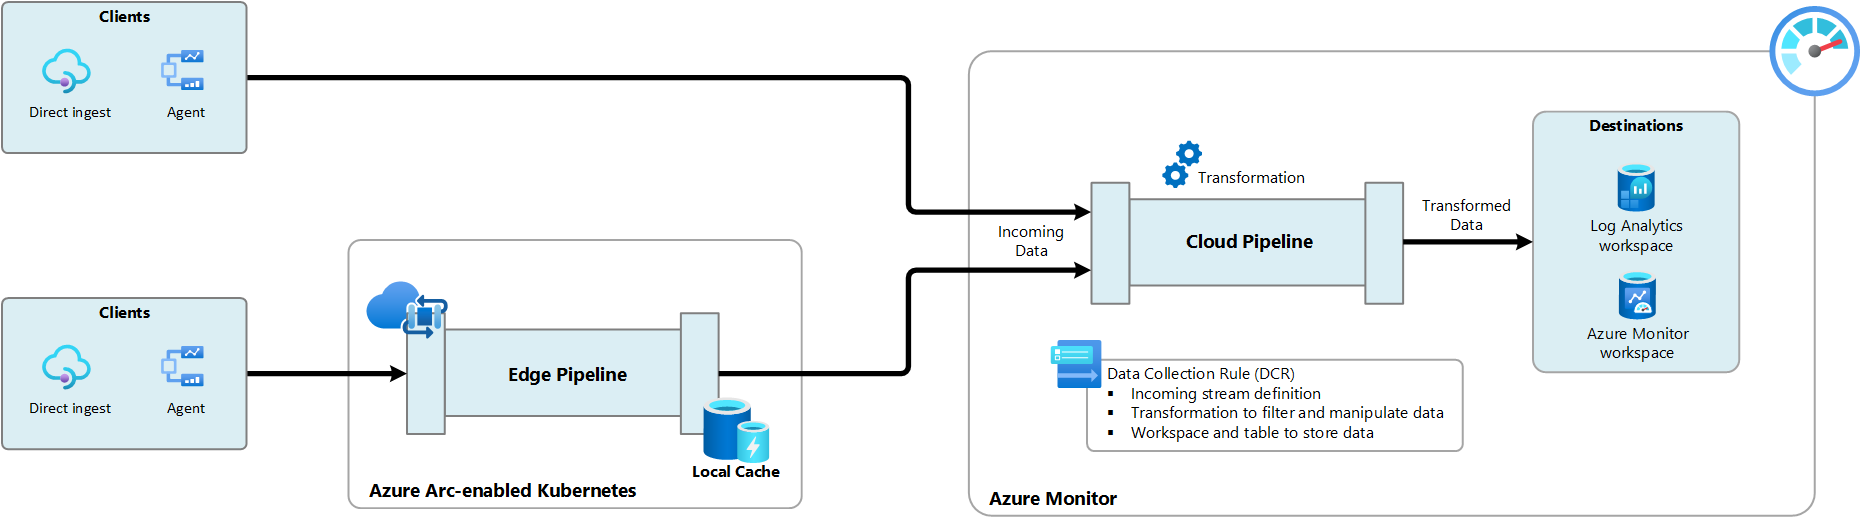 Clients
Direct ingest
Agent
Clients
Direct ingest
Agent
Edge Pipeline
Local Cache
Azure Arc-enabled Kubernetes
Incoming
Data
Transformation
Cloud Pipeline
Transformed
Data
Destinations
Log Analytics
workspace
Azure Monitor
workspace
Data Collection Rule (DCR)
▪ Incoming stream definition
▪ Transformation to filter and manipulate data
▪ Workspace and table to store data
Azure Monitor